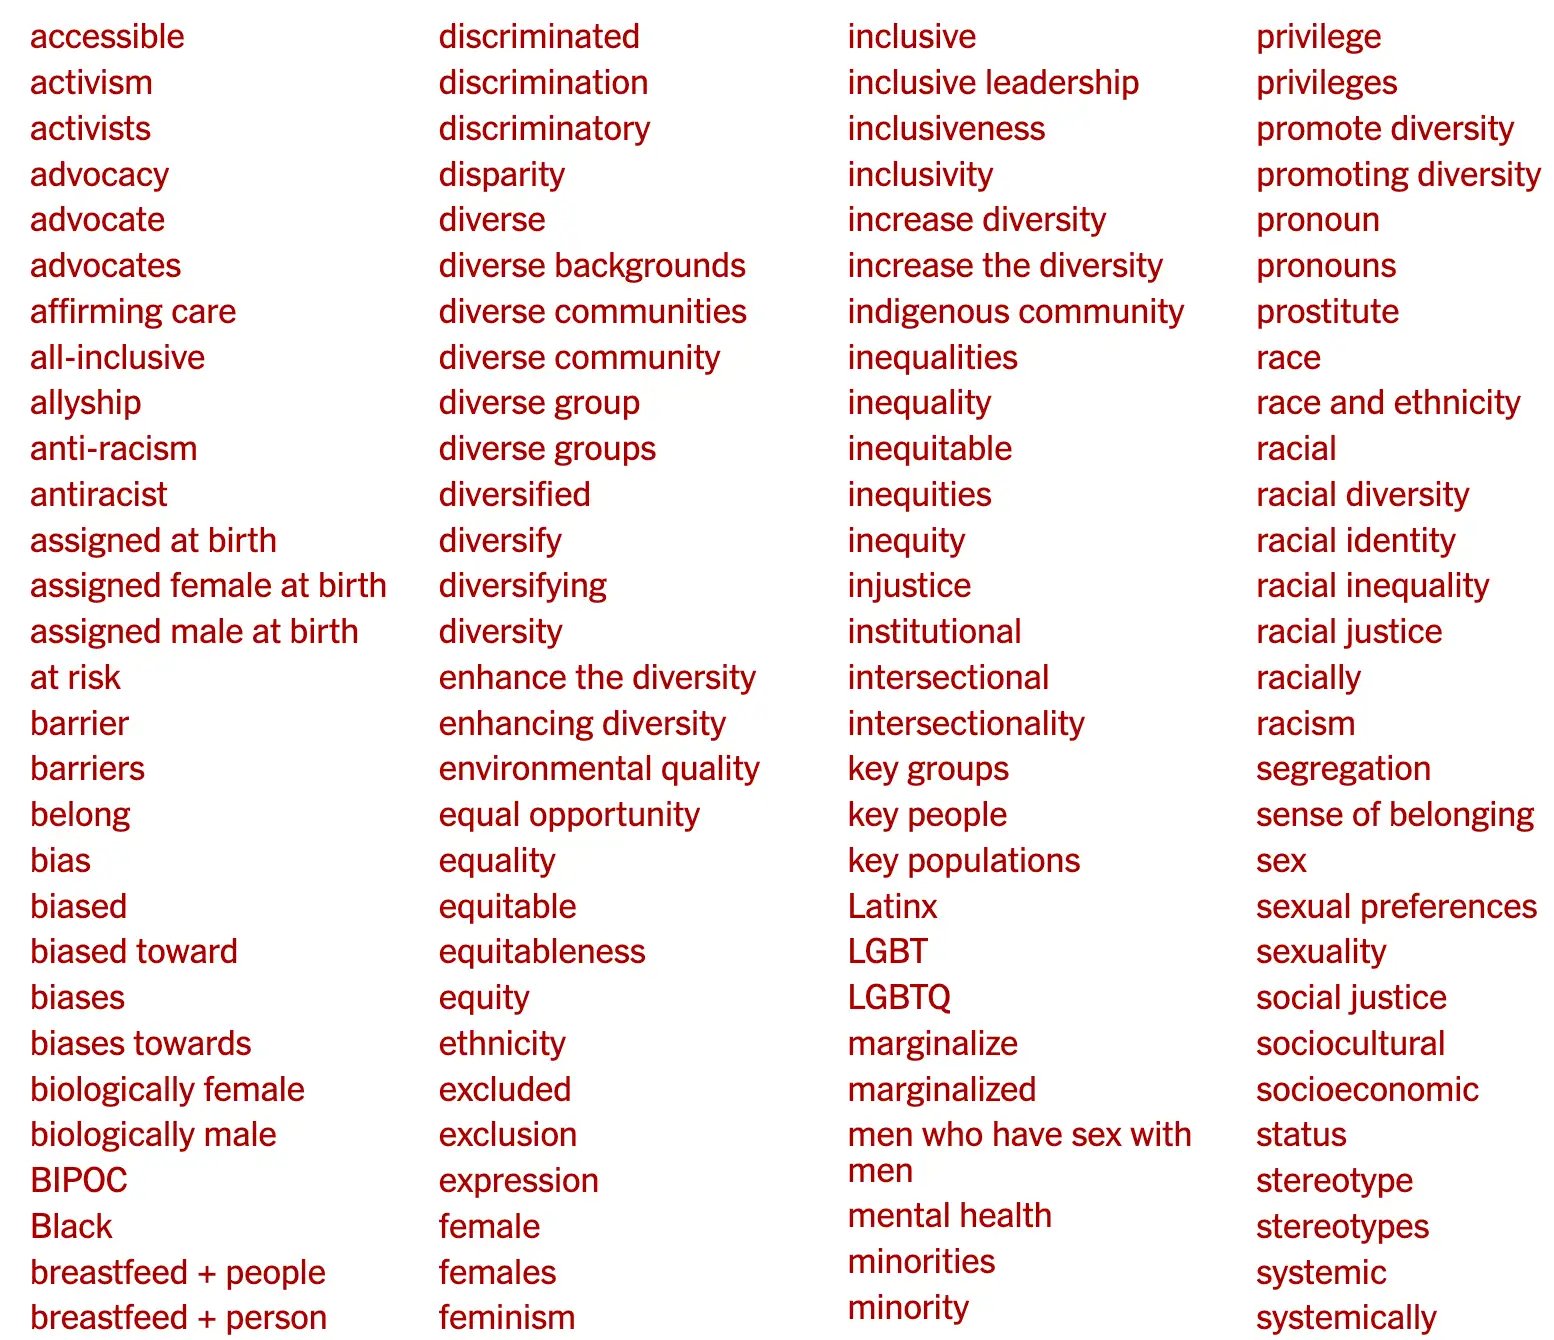 accessible
activism
activists
advocacy
advocate
advocates
affirming care
all-inclusive
allyship
anti-racism
antiracist
assigned at birth
assigned female at birth
assigned male at birth
at risk
barrier
barriers
belong
bias
biased
biased toward
biases
biases towards
biologically female
biologically male
BIPOC
Black
breastfeed + people
breastfeed + person
discriminated
discrimination
discriminatory
disparity
diverse
diverse backgrounds
diverse communities
diverse community
diverse group
diverse groups
diversified
diversify
diversifying
diversity
enhance the diversity
enhancing diversity
environmental quality
equal opportunity
equality
equitable
equitableness
equity
ethnicity
excluded
exclusion
expression
female
females
feminism
inclusive
inclusive leadership
inclusiveness
inclusivity
increase diversity
increase the diversity
indigenous community
inequalities
inequality
inequitable
inequities
inequity
injustice
institutional
intersectional
intersectionality
key groups
key people
key populations
Latinx
LGBT
LGBTQ
marginalize
marginalized
men who have sex with
men
mental health
minorities
minority
privilege
privileges
promote diversity
promoting diversity
pronoun
pronouns
prostitute
race
race and ethnicity
racial
racial diversity
racial identity
racial inequality
racial justice
racially
racism
segregation
sense of belonging
sex
sexual preferences
sexuality
social justice
sociocultural
socioeconomic
status
stereotype
stereotypes
systemic
systemically